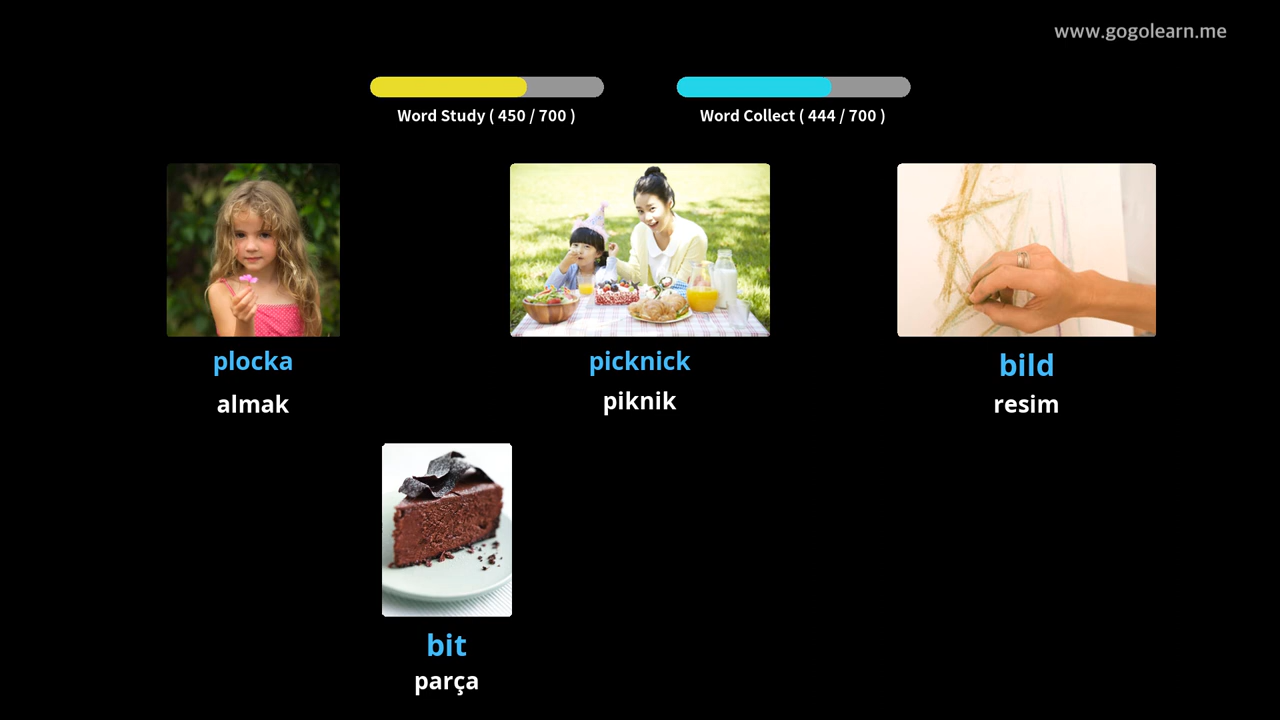 www.gogolearn.me
Word Study ( 450 / 700 )
Word Collect ( 444 / 700 )
plocka
almak
picknick
piknik
bild
resim
bit
parça